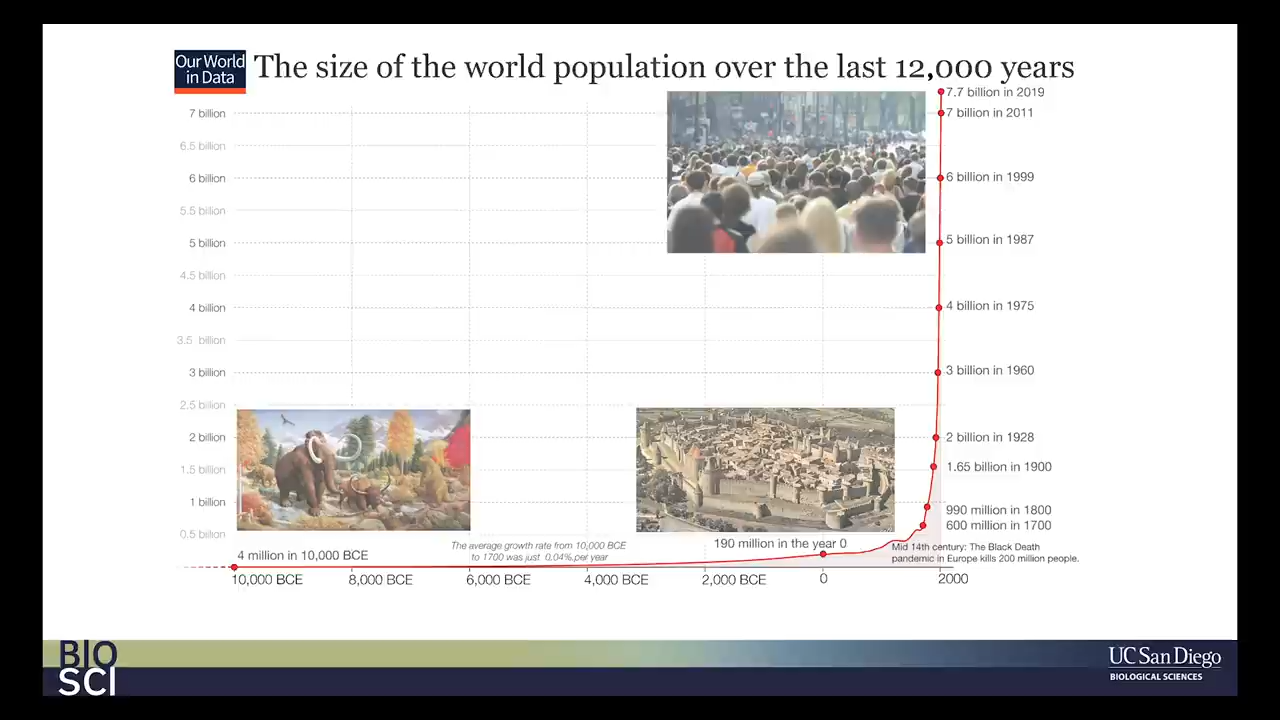 Our World
in Data
The size of the world population over the last 12,000 years
7.7 billion in 2019
7 billion
7 billion in 2011
6.5 billion
6 billion
6 billion in 1999
5.5 billion
5 billion
5 billion in 1987
4.5 billion
4 billion
4 billion in 1975
3.5 billion
3 billion
3 billion in 1960
2.5 billion
2 billion
2 billion in 1928
1.5 billion
1.65 billion in 1900
1 billion
990 million in 1800
600 million in 1700
0.5 billion
4 million in 10,000 BCE
The average growth rate from 10,000 BCE
to 1700 was just 0.04% per year
190 million in the year 0
Mid 14th century: The Black Death
pandemic in Europe kills 200 million people.
10,000 BCE
8,000 BCE
6,000 BCE
4,000 BCE
2,000 BCE
0
2000
BIO
SCI
UC San Diego
BIOLOGICAL SCIENCES